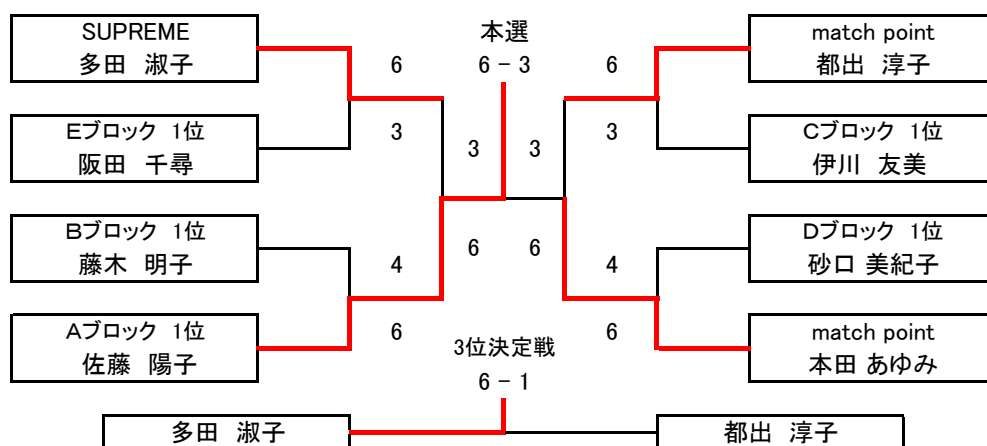 本選
6 - 3
SUPREME
多田　淑子
6
Eブロック 1位
阪田　千尋
3
3
Bブロック 1位
藤木　明子
4
6
Aブロック 1位
佐藤　陽子
6
match point
都出　淳子
6
Cブロック 1位
伊川　友美
3
3
Dブロック 1位
砂口 美紀子
4
6
match point
本田 あゆみ
6
3位決定戦
6 - 1
多田　淑子
都出　淳子